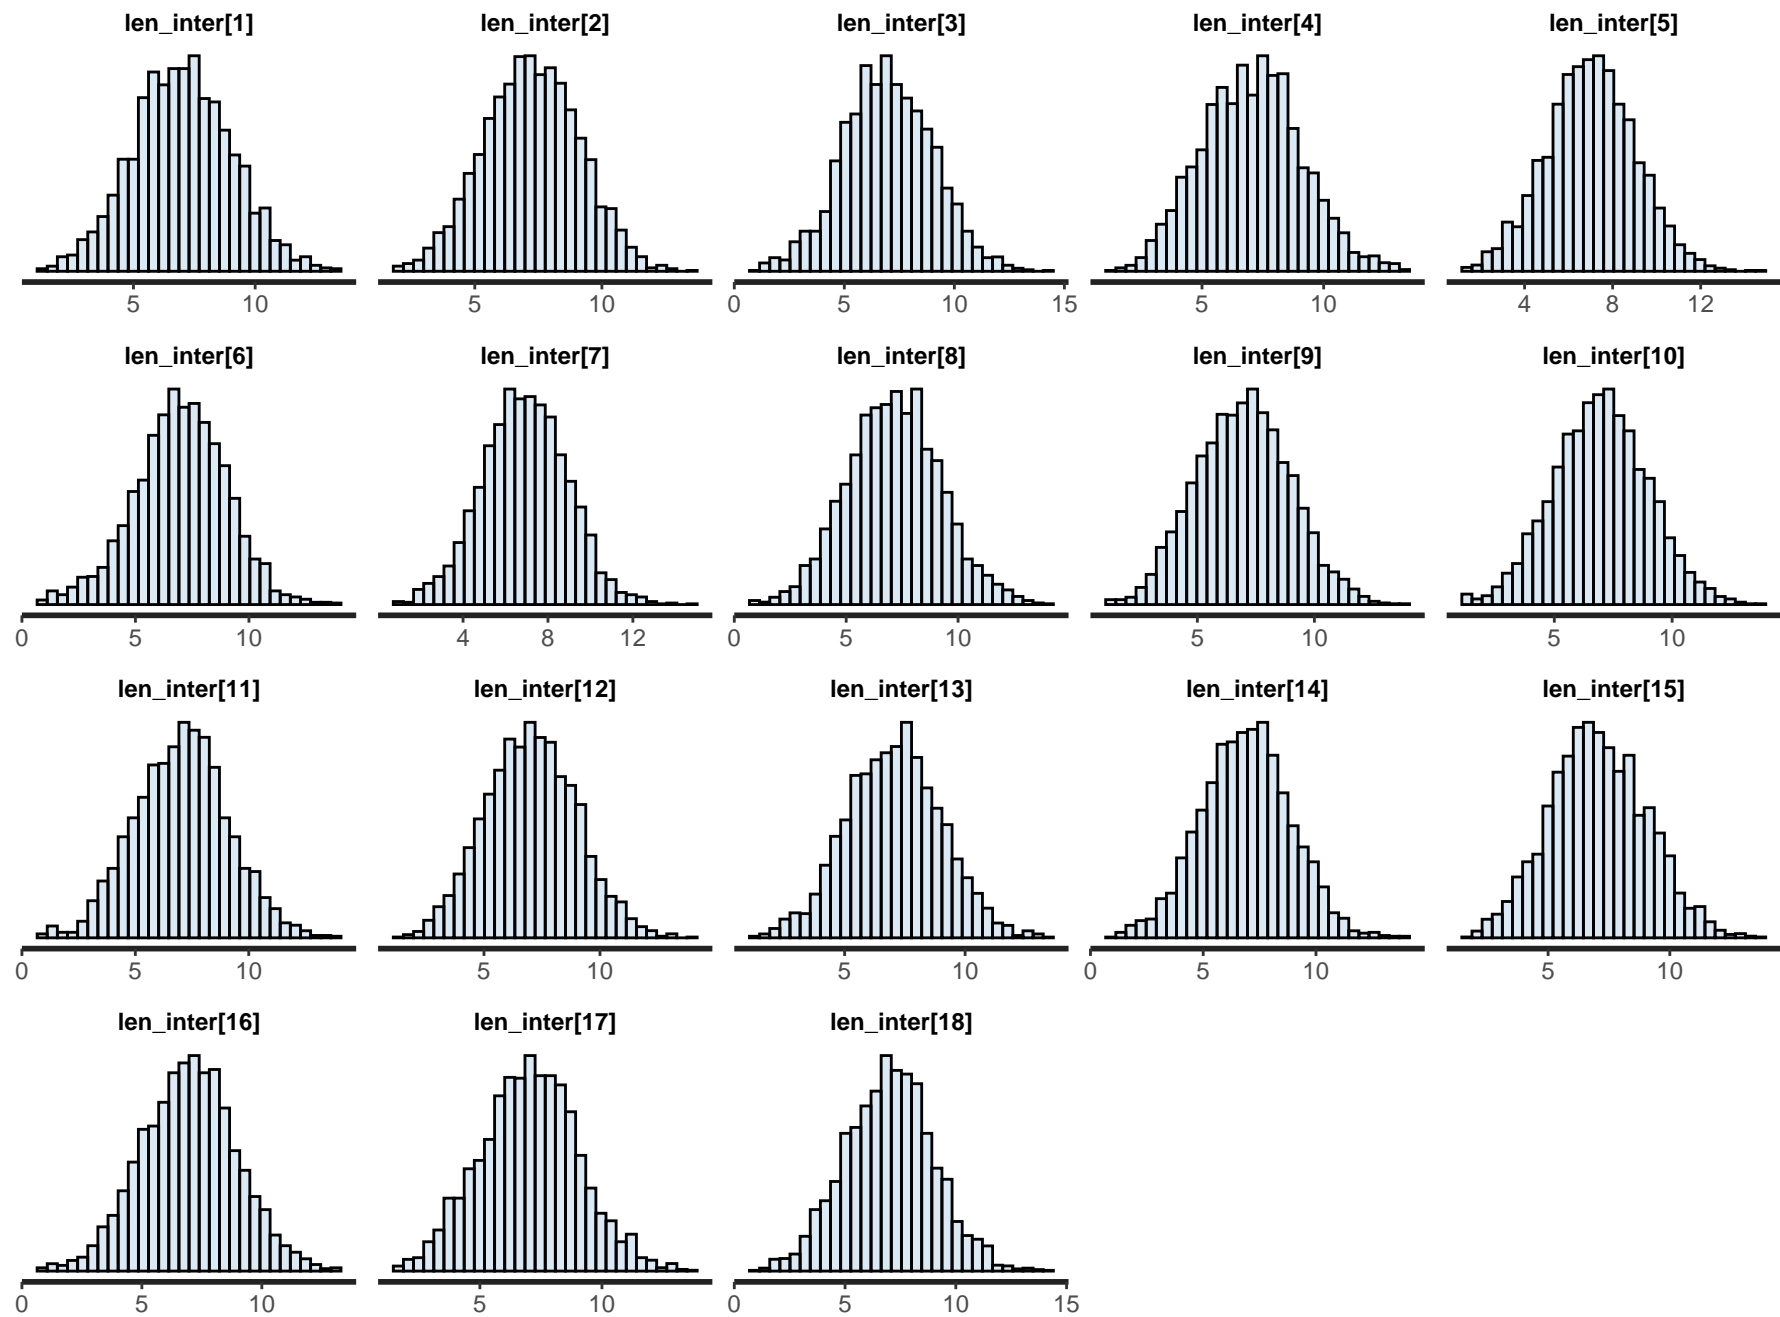 len_inter[1] len_inter[2] len_inter[3] len_inter[4] len_inter[5]
5 10 5 10 0 5 10 15 5 10 4 8 12
len_inter[6] len_inter[7] len_inter[8] len_inter[9] len_inter[10]
0 5 10 4 8 12 0 5 10 5 10 5 10
len_inter[11] len_inter[12] len_inter[13] len_inter[14] len_inter[15]
0 5 10 5 10 5 10 0 5 10 5 10
len_inter[16] len_inter[17] len_inter[18]
0 5 10 5 10 0 5 10 15